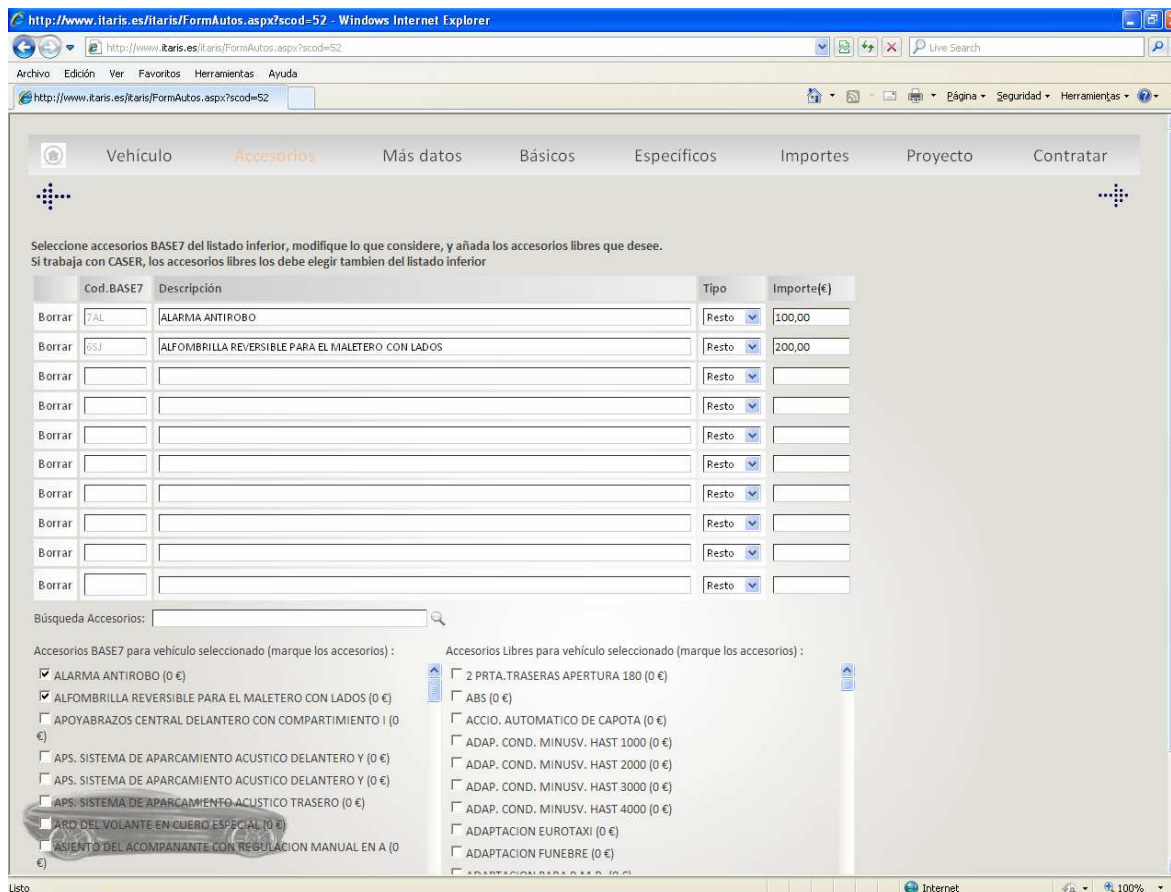 http://www.itaris.es/itaris/FormAutos.aspx?scod=52 - Windows Internet Explorer
http://www.itaris.es/itaris/FormAutos.aspx?scod=52
Live Search
Archivo Edición Ver Favoritos Herramientas Ayuda
http://www.itaris.es/itaris/FormAutos.aspx?scod=52
Página Seguridad Herramientas
Vehículo Accesorios Más datos Básicos Específicos Importes Proyecto Contratar
Seleccione accesorios BASE7 del listado inferior, modifique lo que considere, y añada los accesorios libres que desee.
Si trabaja con CASER, los accesorios libres los debe elegir tambien del listado inferior
Cod.BASE7 Descripción Tipo Importe(€)
Borrar 7AL ALARMA ANTIROBO Resto 100,00
Borrar 6SJ ALFOMBRILLA REVERSIBLE PARA EL MALETERO CON LADOS Resto 200,00
Borrar Resto
Borrar Resto
Borrar Resto
Borrar Resto
Borrar Resto
Borrar Resto
Borrar Resto
Borrar Resto
Búsqueda Accesorios:
Accesorios BASE7 para vehículo seleccionado (marque los accesorios) :
ALARMA ANTIROBO (0 €)
ALFOMBRILLA REVERSIBLE PARA EL MALETERO CON LADOS (0 €)
APOYABRAZOS CENTRAL DELANTERO CON COMPARTIMIENTO I (0
€)
APS. SISTEMA DE APARCAMIENTO ACUSTICO DELANTERO Y (0 €)
APS. SISTEMA DE APARCAMIENTO ACUSTICO DELANTERO Y (0 €)
APS. SISTEMA DE APARCAMIENTO ACUSTICO TRASERO (0 €)
ARO DEL VOLANTE EN CUERO ESPECIAL (0 €)
ASIENTO DEL ACOMPANANTE CON REGULACION MANUAL EN A (0
€)
Accesorios Libres para vehículo seleccionado (marque los accesorios) :
2 PRTA.TRASERAS APERTURA 180 (0 €)
ABS (0 €)
ACCIO. AUTOMATICO DE CAPOTA (0 €)
ADAP. COND. MINUSV. HAST 1000 (0 €)
ADAP. COND. MINUSV. HAST 2000 (0 €)
ADAP. COND. MINUSV. HAST 3000 (0 €)
ADAP. COND. MINUSV. HAST 4000 (0 €)
ADAPTACION EUROTAXI (0 €)
ADAPTACION FUNEBRE (0 €)
Listo Internet 100%